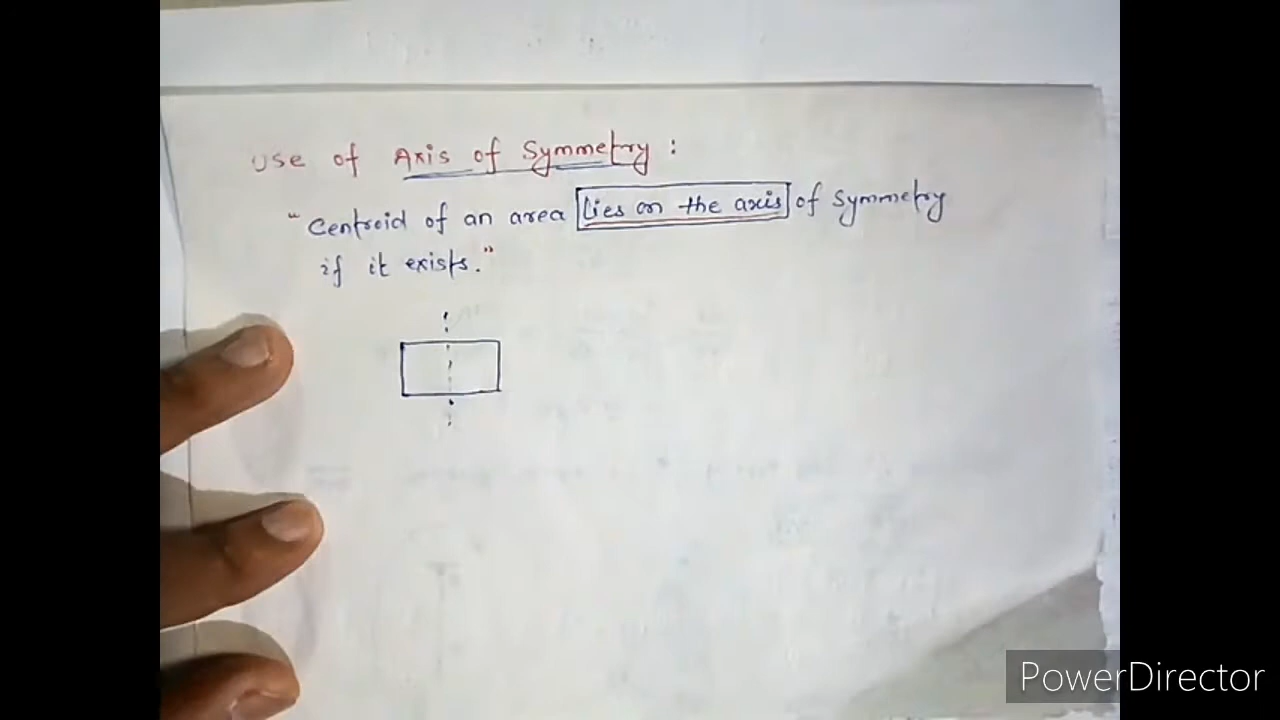 Use of Axis of Symmetry :
"Centroid of an area lies on the axis of symmetry
if it exists."
PowerDirector